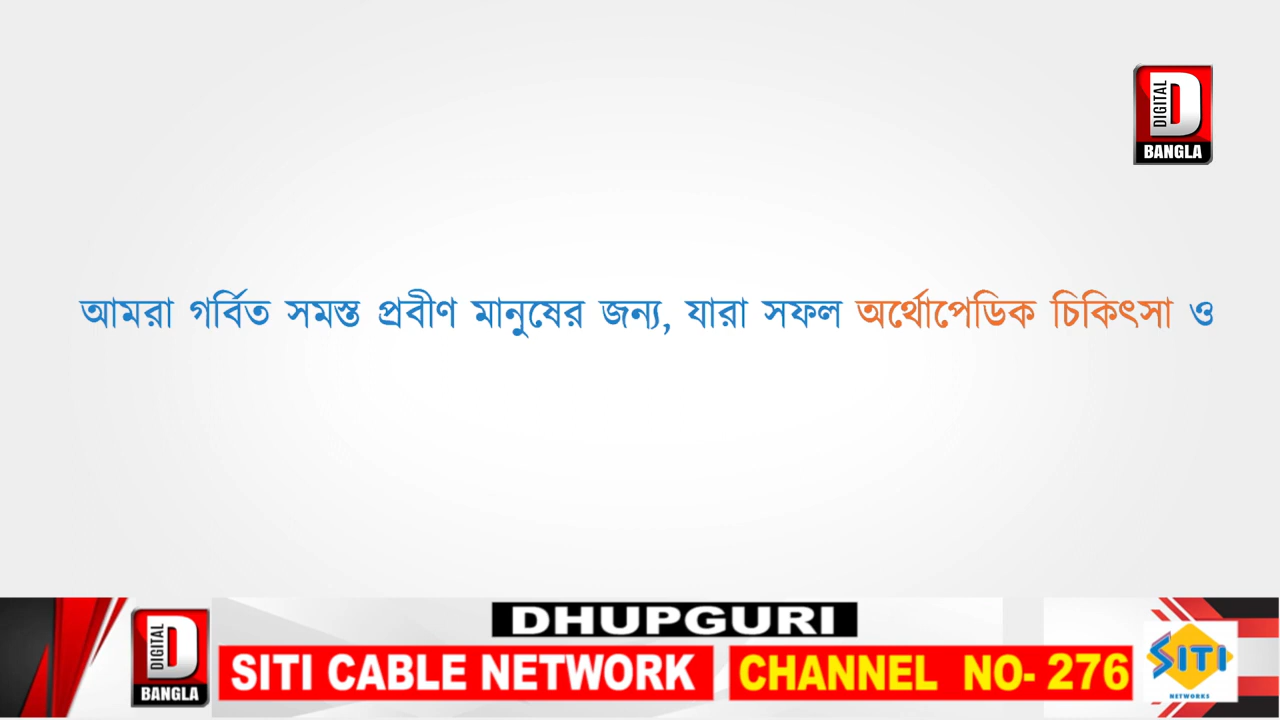 DIGITAL
D
BANGLA
আমরা গর্বিত সমস্ত প্রবীণ মানুষের জন্য, যারা সফল অর্থোপেডিক চিকিৎসা ও
DHUPGURI
DIGITAL
D
BANGLA
SITI CABLE NETWORK
CHANNEL NO- 276
SITI
NETWORKS